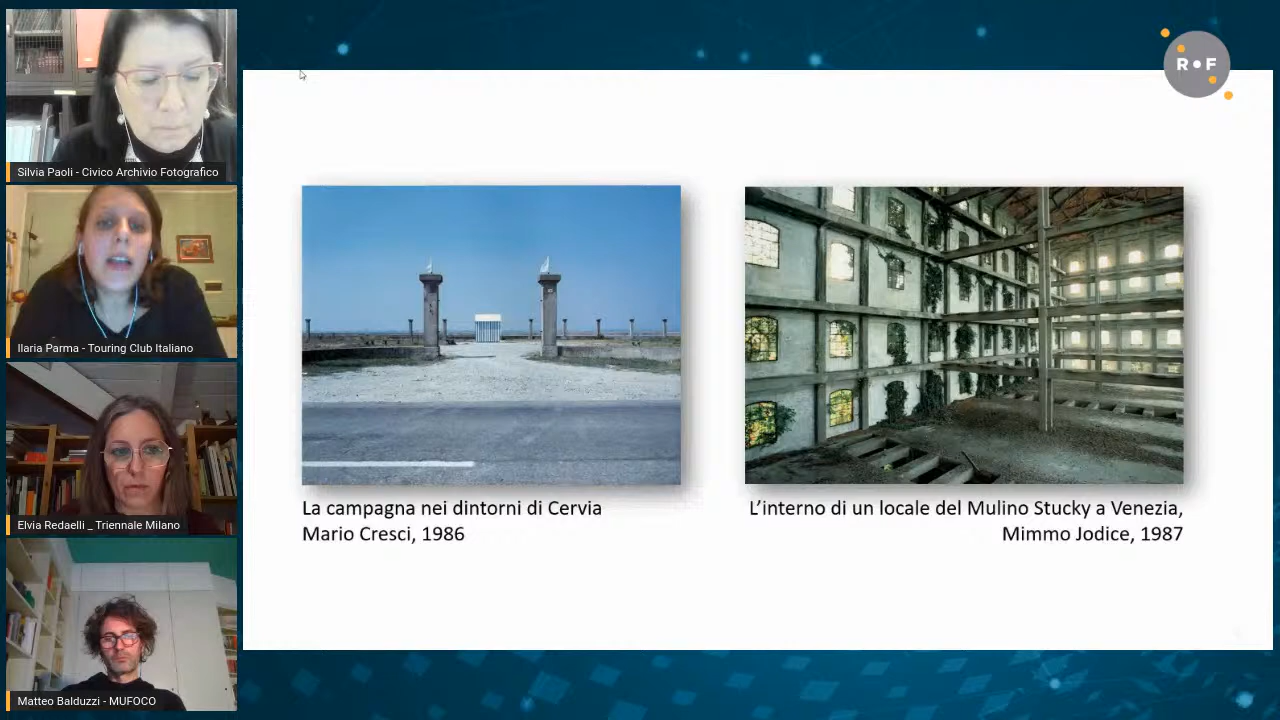 Silvia Paoli - Civico Archivio Fotografico
Ilaria Parma - Touring Club Italiano
Elvia Redaelli _ Triennale Milano
Matteo Balduzzi - MUFOCO
R•F
La campagna nei dintorni di Cervia
Mario Cresci, 1986
L'interno di un locale del Mulino Stucky a Venezia,
Mimmo Jodice, 1987